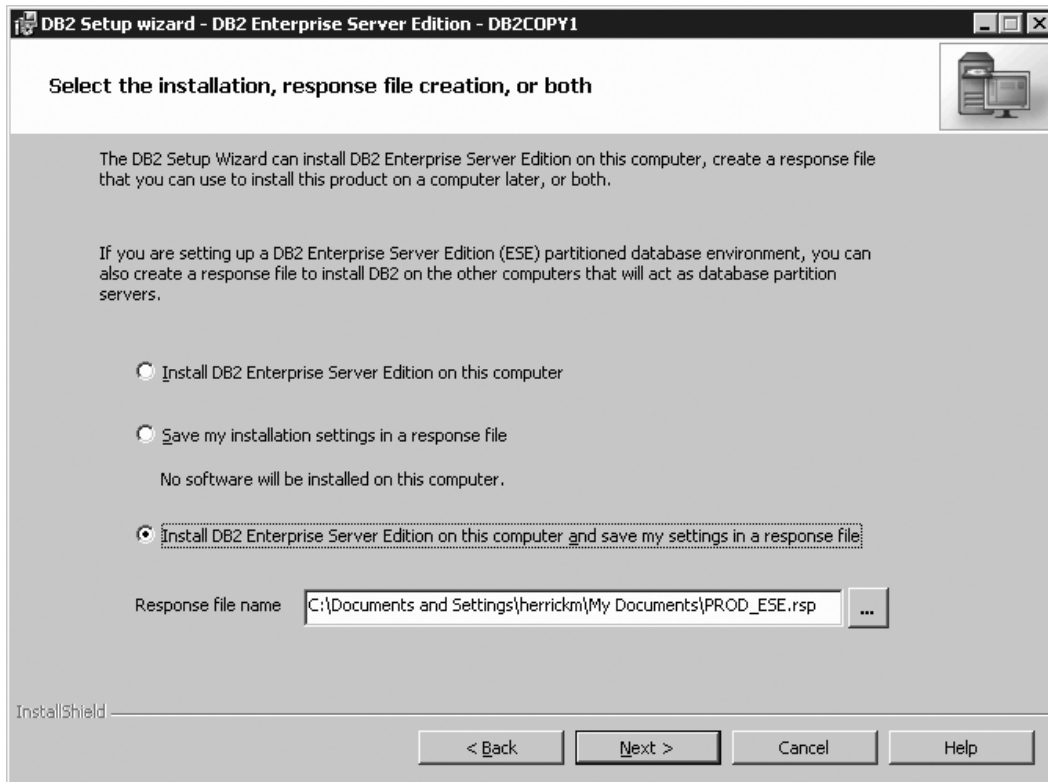 DB2 Setup wizard - DB2 Enterprise Server Edition - DB2COPY1
Select the installation, response file creation, or both
The DB2 Setup Wizard can install DB2 Enterprise Server Edition on this computer, create a response file
that you can use to install this product on a computer later, or both.
If you are setting up a DB2 Enterprise Server Edition (ESE) partitioned database environment, you can
also create a response file to install DB2 on the other computers that will act as database partition
servers.
Install DB2 Enterprise Server Edition on this computer
Save my installation settings in a response file
No software will be installed on this computer.
Install DB2 Enterprise Server Edition on this computer and save my settings in a response file
Response file name C:\Documents and Settings\herrickm\My Documents\PROD_ESE.rsp ...
InstallShield
< Back Next > Cancel Help